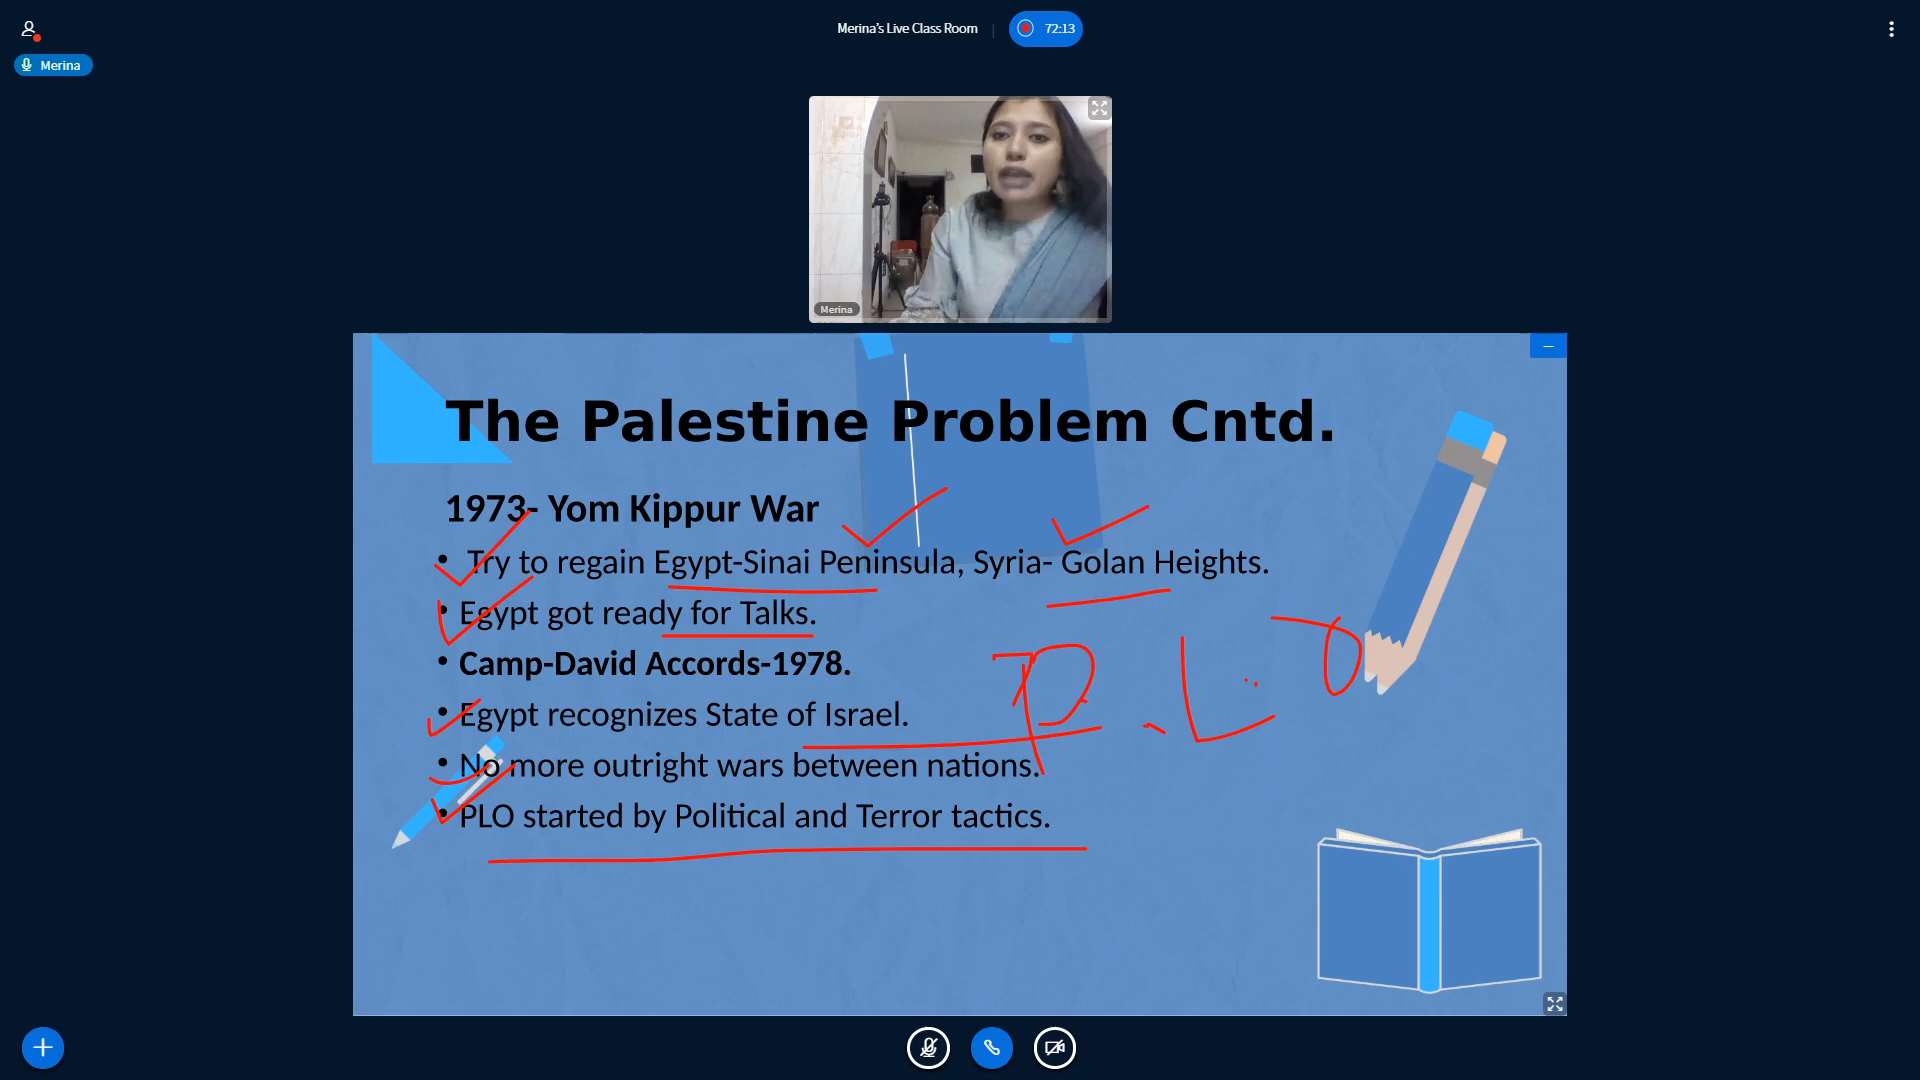 Merina's Live Class Room
72:13
Merina
Merina
The Palestine Problem Cntd.
1973- Yom Kippur War
• Try to regain Egypt-Sinai Peninsula, Syria- Golan Heights.
• Egypt got ready for Talks.
• Camp-David Accords-1978.
• Egypt recognizes State of Israel.
• No more outright wars between nations.
• PLO started by Political and Terror tactics.
P.L.O